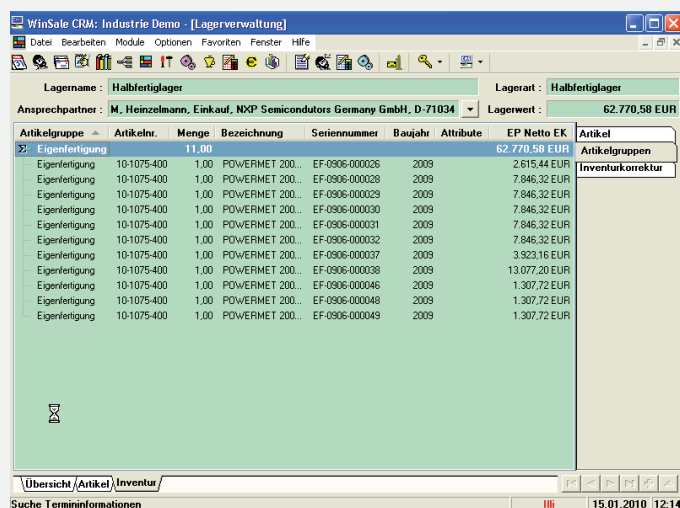 WinSale CRM: Industrie Demo - [Lagerverwaltung]
Datei Bearbeiten Module Optionen Favoriten Fenster Hilfe
Lagername : Halbfertiglager Lagerart : Halbfertiglager
Ansprechpartner : M, Heinzelmann, Einkauf, NXP Semicondutors Germany GmbH, D-71034 Lagerwert : 62.770,58 EUR
Artikelgruppe Artikelnr. Menge Bezeichnung Seriennummer Baujahr Attribute EP Netto EK Artikel
Σ Eigenfertigung 11,00 62.770,58 EUR Artikelgruppen
Eigenfertigung 10-1075-400 1,00 POWERMET 200... EF-0906-000026 2009 2.615,44 EUR Inventurkorrektur
Eigenfertigung 10-1075-400 1,00 POWERMET 200... EF-0906-000028 2009 7.846,32 EUR
Eigenfertigung 10-1075-400 1,00 POWERMET 200... EF-0906-000029 2009 7.846,32 EUR
Eigenfertigung 10-1075-400 1,00 POWERMET 200... EF-0906-000030 2009 7.846,32 EUR
Eigenfertigung 10-1075-400 1,00 POWERMET 200... EF-0906-000031 2009 7.846,32 EUR
Eigenfertigung 10-1075-400 1,00 POWERMET 200... EF-0906-000032 2009 7.846,32 EUR
Eigenfertigung 10-1075-400 1,00 POWERMET 200... EF-0906-000037 2009 3.923,16 EUR
Eigenfertigung 10-1075-400 1,00 POWERMET 200... EF-0906-000038 2009 13.077,20 EUR
Eigenfertigung 10-1075-400 1,00 POWERMET 200... EF-0906-000046 2009 1.307,72 EUR
Eigenfertigung 10-1075-400 1,00 POWERMET 200... EF-0906-000048 2009 1.307,72 EUR
Eigenfertigung 10-1075-400 1,00 POWERMET 200... EF-0906-000049 2009 1.307,72 EUR
Übersicht Artikel Inventur
Suche Termininformationen 15.01.2010 12:14